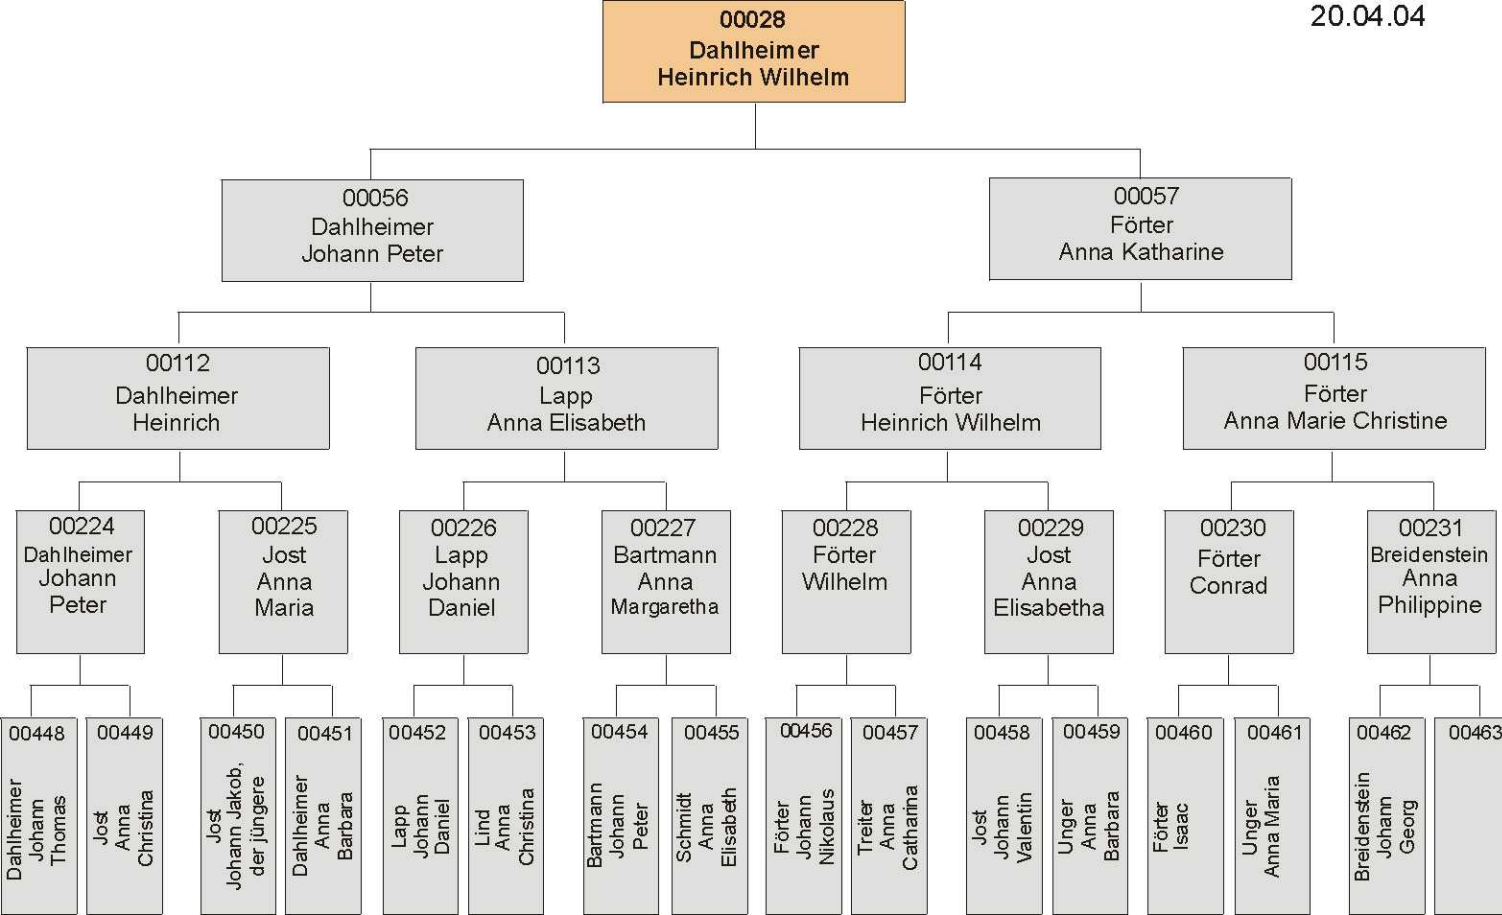 20.04.04
00028
Dahlheimer
Heinrich Wilhelm
00056
Dahlheimer
Johann Peter
00057
Förter
Anna Katharine
00112
Dahlheimer
Heinrich
00113
Lapp
Anna Elisabeth
00114
Förter
Heinrich Wilhelm
00115
Förter
Anna Marie Christine
00224
Dahlheimer
Johann
Peter
00225
Jost
Anna
Maria
00226
Lapp
Johann
Daniel
00227
Bartmann
Anna
Margaretha
00228
Förter
Wilhelm
00229
Jost
Anna
Elisabetha
00230
Förter
Conrad
00231
Breidenstein
Anna
Philippine
00448
Dahlheimer
Johann
Thomas
00449
Jost
Anna
Christina
00450
Jost
Johann Jakob,
der jüngere
00451
Dahlheimer
Anna
Barbara
00452
Lapp
Johann
Daniel
00453
Lind
Anna
Christina
00454
Bartmann
Johann
Peter
00455
Schmidt
Anna
Elisabeth
00456
Förter
Johann
Nikolaus
00457
Treiter
Anna
Catharina
00458
Jost
Johann
Valentin
00459
Unger
Anna
Barbara
00460
Förter
Isaac
00461
Unger
Anna Maria
00462
Breidenstein
Johann
Georg
00463